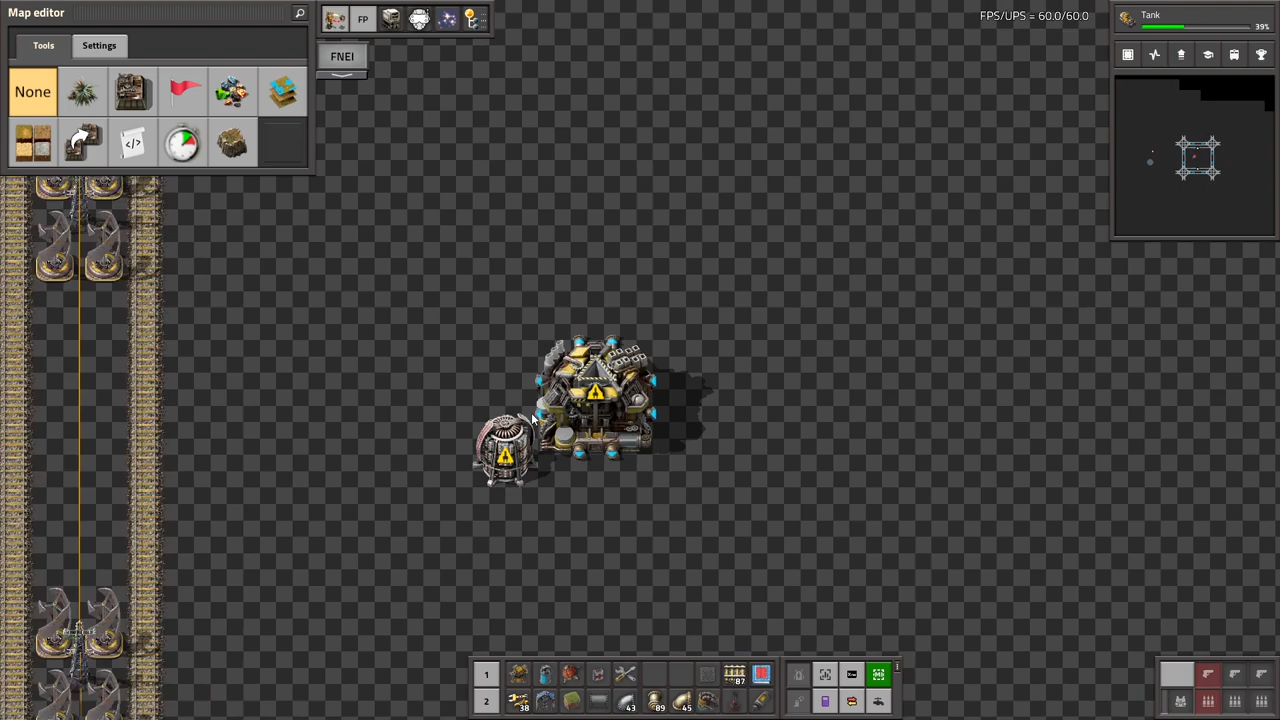 Map editor
FP
FPS/UPS = 60.0/60.0
Tank
39%
Tools
Settings
FNEI
None
</>
1
87
2
38
43
89
45